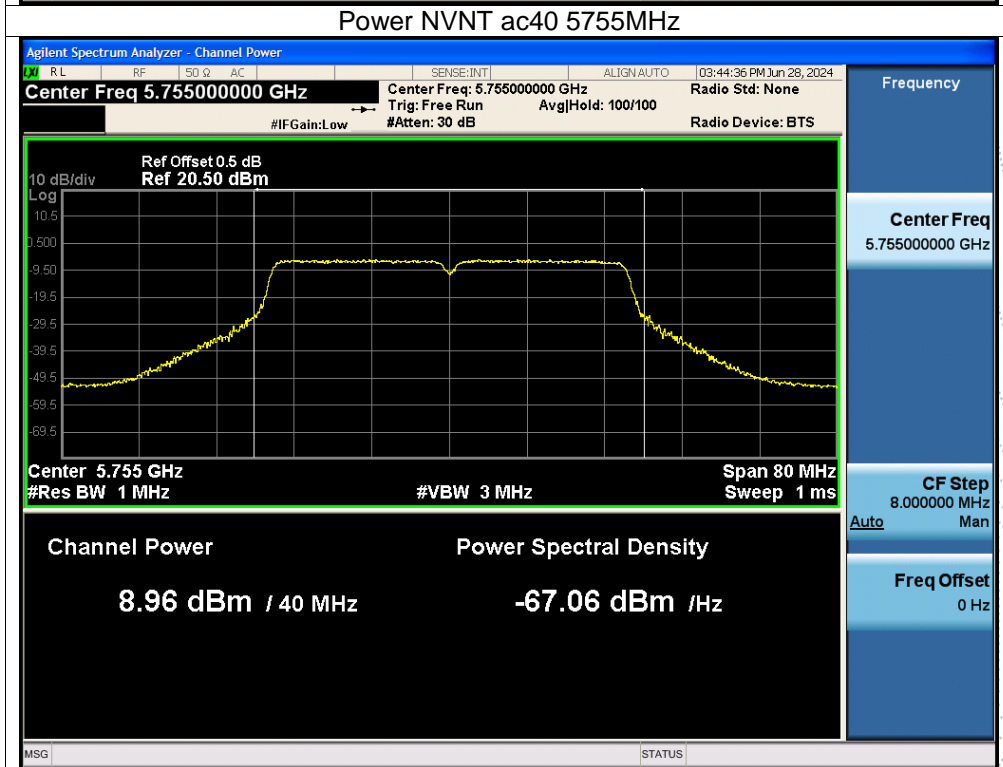 Power NVNT ac40 5755MHz
Agilent Spectrum Analyzer - Channel Power
LXI RL RF 50 Ω AC SENSE:INT ALIGN AUTO 03:44:36 PM Jun 28, 2024
Center Freq 5.755000000 GHz
Center Freq: 5.755000000 GHz Radio Std: None
Trig: Free Run Avg|Hold: 100/100
#IFGain:Low #Atten: 30 dB Radio Device: BTS
Frequency
Ref Offset 0.5 dB
10 dB/div Ref 20.50 dBm
Log
10.5
0.500
-9.50
-19.5
-29.5
-39.5
-49.5
-59.5
-69.5
Center 5.755 GHz Span 80 MHz
#Res BW 1 MHz #VBW 3 MHz Sweep 1 ms
Center Freq
5.755000000 GHz
CF Step
8.000000 MHz
Auto Man
Freq Offset
0 Hz
Channel Power Power Spectral Density
8.96 dBm / 40 MHz -67.06 dBm /Hz
MSG STATUS